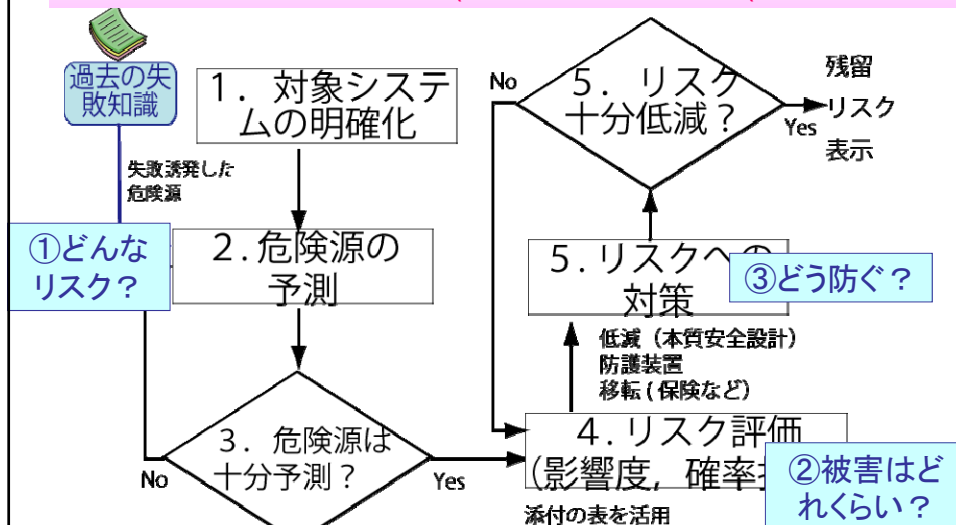 過去の失
敗知識
1．対象システ
ムの明確化
失敗誘発した
危険源
①どんな
リスク？
2.危険源の
予測
3．危険源は
十分予測？
No
Yes
4.リスク評価
（影響度，確率
添付の表を活用
②被害はど
れくらい？
低減（本質安全設計）
防護装置
移転(保険など）
5.リスクへの
対策
③どう防ぐ？
5．リスク
十分低減？
No
Yes
残留
リスク
表示